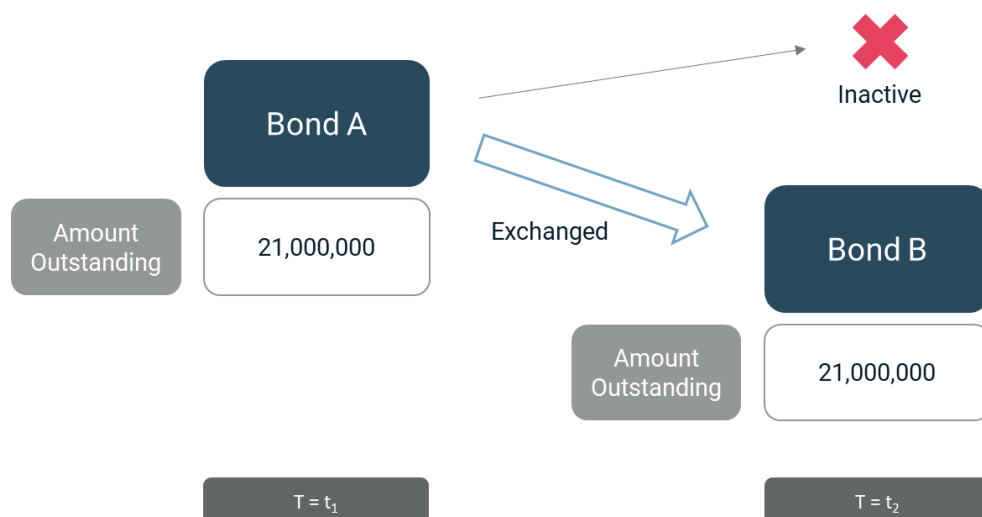 Inactive
Bond A
Amount
Outstanding
21,000,000
Exchanged
Bond B
Amount
Outstanding
21,000,000
T = t₁
T = t₂